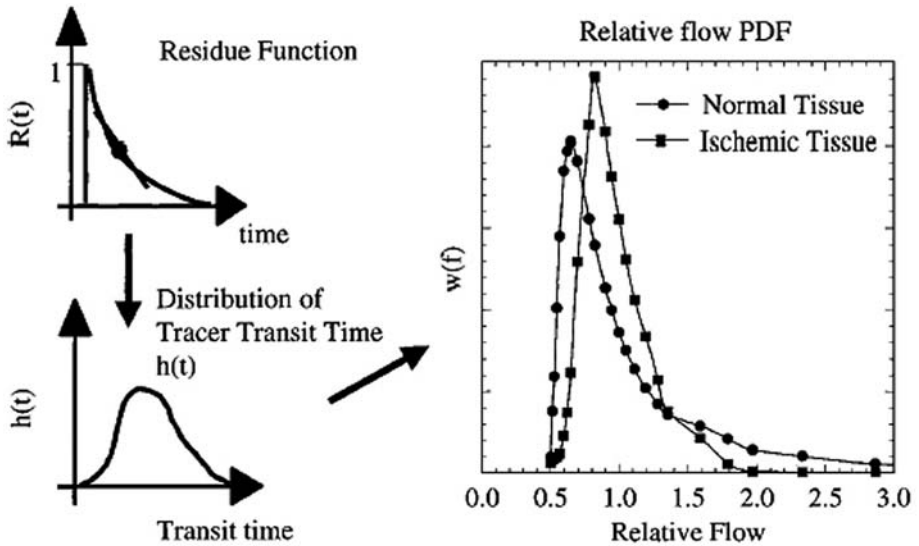 Residue Function
1
R(t)
time
Distribution of
Tracer Transit Time
h(t)
h(t)
Transit time
Relative flow PDF
Normal Tissue
Ischemic Tissue
w(f)
0.0 0.5 1.0 1.5 2.0 2.5 3.0
Relative Flow